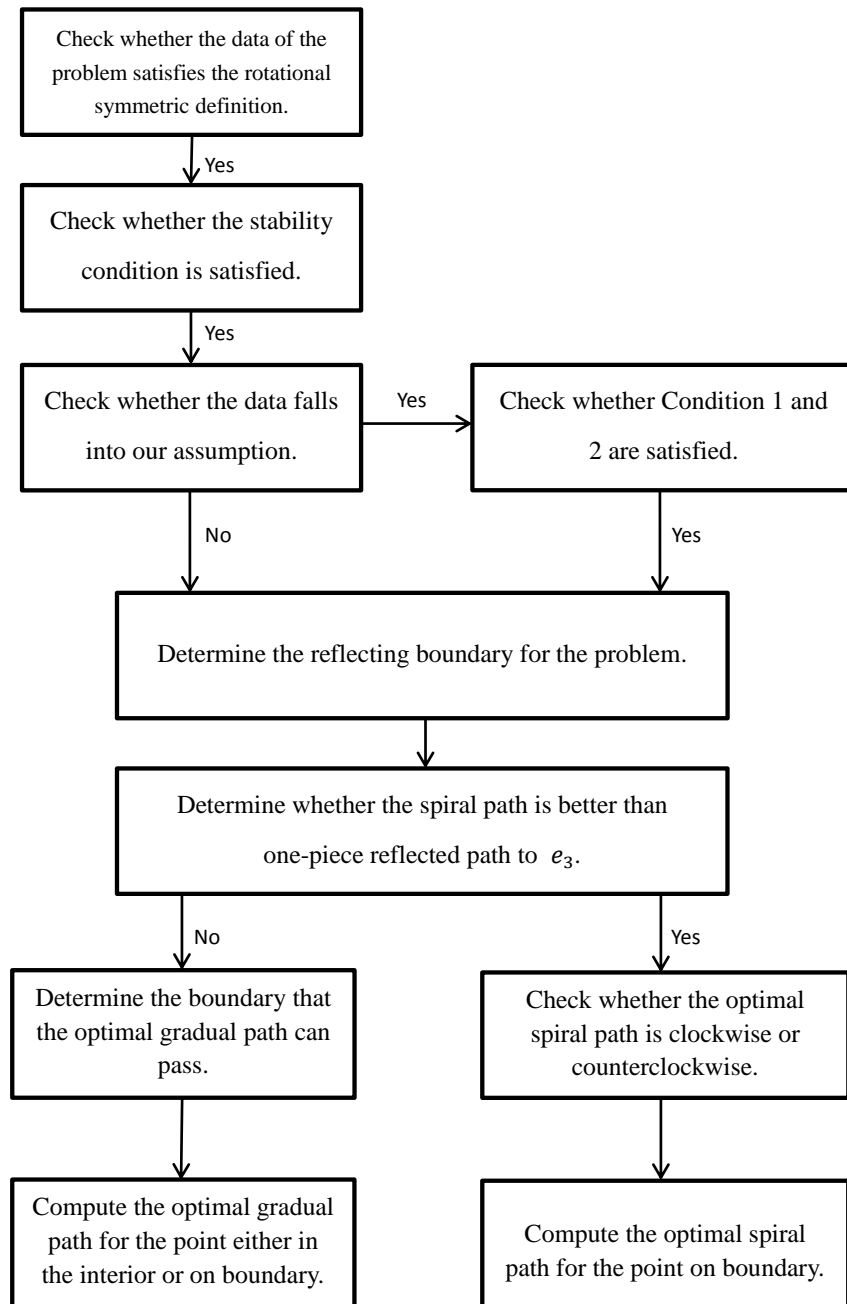 Check whether the data of the
problem satisfies the rotational
symmetric definition.
Yes
Check whether the stability
condition is satisfied.
Yes
Check whether the data falls
into our assumption.
Yes
Check whether Condition 1 and
2 are satisfied.
No
Yes
Determine the reflecting boundary for the problem.
Determine whether the spiral path is better than
one-piece reflected path to e₃.
No
Yes
Determine the boundary that
the optimal gradual path can
pass.
Check whether the optimal
spiral path is clockwise or
counterclockwise.
Compute the optimal gradual
path for the point either in
the interior or on boundary.
Compute the optimal spiral
path for the point on boundary.